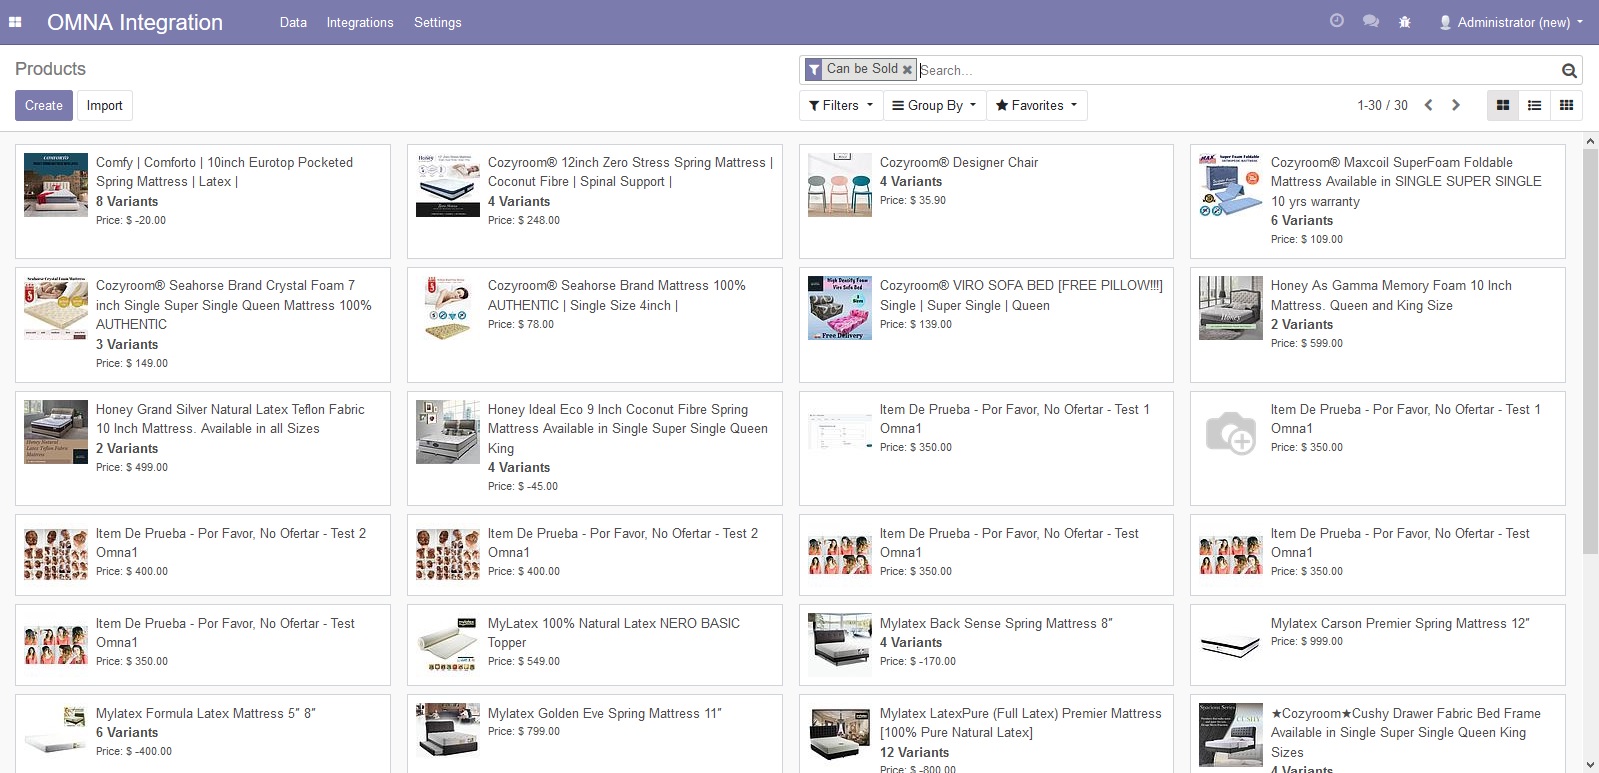 OMNA Integration
Data
Integrations
Settings
Administrator (new)
Products
Can be Sold
Search...
Create
Import
Filters
Group By
Favorites
1-30 / 30
Comfy | Comforto | 10inch Eurotop Pocketed
Spring Mattress | Latex |
8 Variants
Price: $ -20.00
Cozyroom® 12inch Zero Stress Spring Mattress |
Coconut Fibre | Spinal Support |
4 Variants
Price: $ 248.00
Cozyroom® Designer Chair
4 Variants
Price: $ 35.90
Cozyroom® Maxcoil SuperFoam Foldable
Mattress Available in SINGLE SUPER SINGLE
10 yrs warranty
6 Variants
Price: $ 109.00
Cozyroom® Seahorse Brand Crystal Foam 7
inch Single Super Single Queen Mattress 100%
AUTHENTIC
3 Variants
Price: $ 149.00
Cozyroom® Seahorse Brand Mattress 100%
AUTHENTIC | Single Size 4inch |
Price: $ 78.00
Cozyroom® VIRO SOFA BED [FREE PILLOW!!!]
Single | Super Single | Queen
Price: $ 139.00
Honey As Gamma Memory Foam 10 Inch
Mattress. Queen and King Size
2 Variants
Price: $ 599.00
Honey Grand Silver Natural Latex Teflon Fabric
10 Inch Mattress. Available in all Sizes
2 Variants
Price: $ 499.00
Honey Ideal Eco 9 Inch Coconut Fibre Spring
Mattress Available in Single Super Single Queen
King
4 Variants
Price: $ -45.00
Item De Prueba - Por Favor, No Ofertar - Test 1
Omna1
Price: $ 350.00
Item De Prueba - Por Favor, No Ofertar - Test 1
Omna1
Price: $ 350.00
Item De Prueba - Por Favor, No Ofertar - Test 2
Omna1
Price: $ 400.00
Item De Prueba - Por Favor, No Ofertar - Test 2
Omna1
Price: $ 400.00
Item De Prueba - Por Favor, No Ofertar - Test
Omna1
Price: $ 350.00
Item De Prueba - Por Favor, No Ofertar - Test
Omna1
Price: $ 350.00
Item De Prueba - Por Favor, No Ofertar - Test
Omna1
Price: $ 350.00
MyLatex 100% Natural Latex NERO BASIC
Topper
Price: $ 549.00
Mylatex Back Sense Spring Mattress 8″
4 Variants
Price: $ -170.00
Mylatex Carson Premier Spring Mattress 12″
Price: $ 999.00
Mylatex Formula Latex Mattress 5″ 8″
6 Variants
Price: $ -400.00
Mylatex Golden Eve Spring Mattress 11″
Price: $ 799.00
Mylatex LatexPure (Full Latex) Premier Mattress
[100% Pure Natural Latex]
12 Variants
Price: $ -800.00
★Cozyroom★Cushy Drawer Fabric Bed Frame
Available in Single Super Single Queen King
Sizes
4 Variants